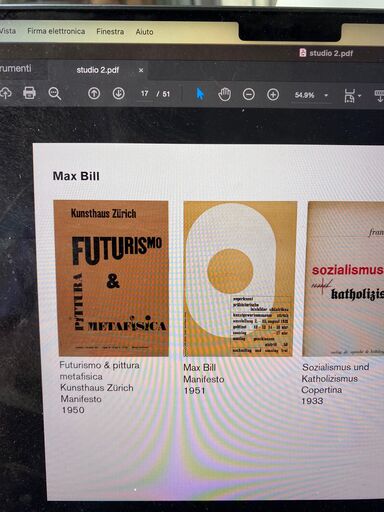 Vista Firma elettronica Finestra Aiuto
studio 2.pdf
rumenti studio 2.pdf ×
17 / 51 54.9%
Max Bill
Kunsthaus Zürich
FUTURISMO
&
PITTURA
METAFISICA
Futurismo & pittura
metafisica
Kunsthaus Zürich
Manifesto
1950
zürich
Max Bill
Manifesto
1951
fran
sozialismus
und
katholizis
Sozialismus und
Katholizismus
Copertina
1933